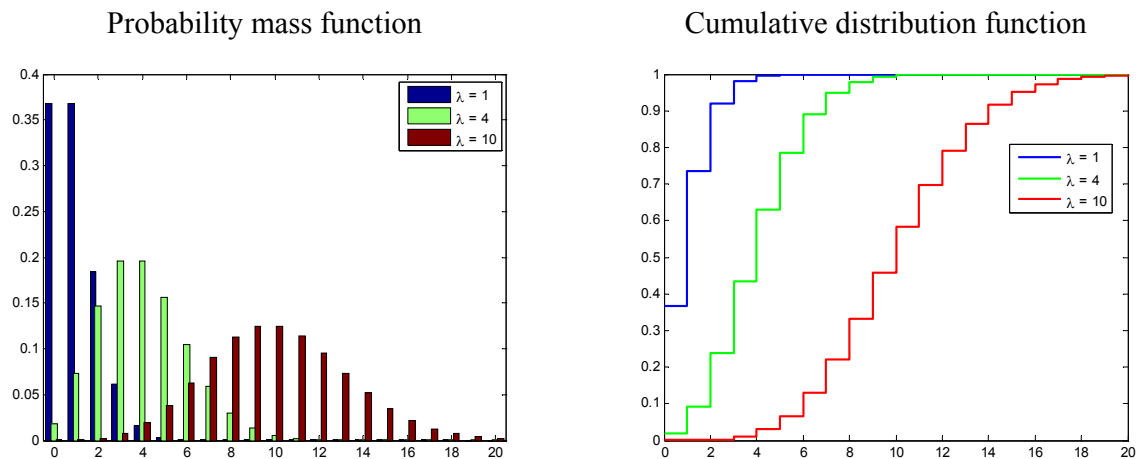 Probability mass function
0.4
0.35
0.3
0.25
0.2
0.15
0.1
0.05
0
0 2 4 6 8 10 12 14 16 18 20
λ = 1
λ = 4
λ = 10
Cumulative distribution function
1
0.9
0.8
0.7
0.6
0.5
0.4
0.3
0.2
0.1
0
0 2 4 6 8 10 12 14 16 18 20
λ = 1
λ = 4
λ = 10